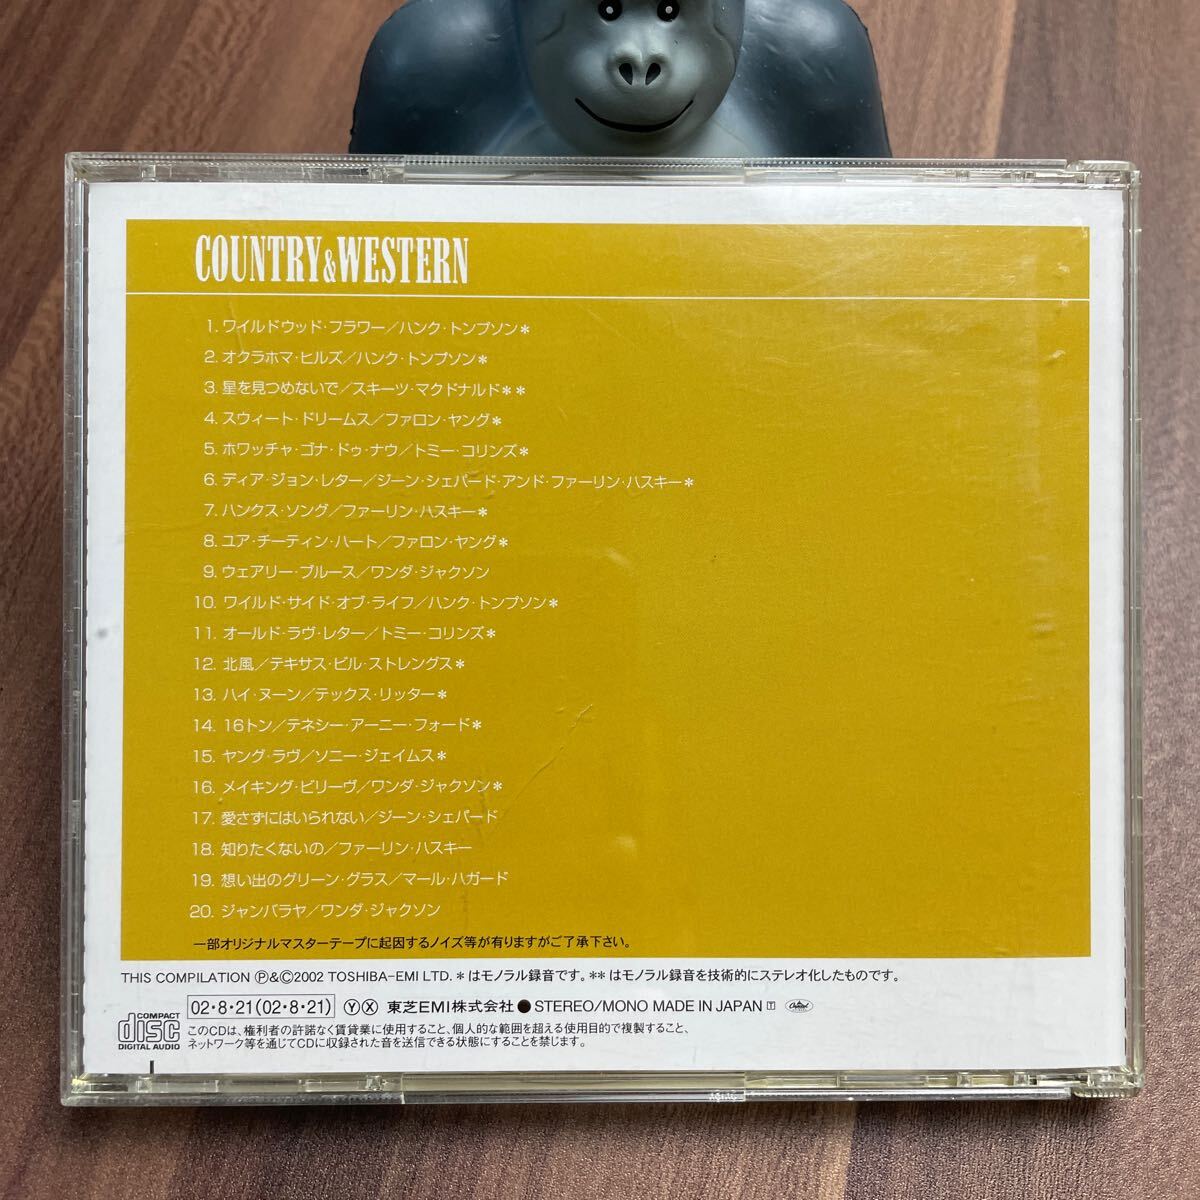 COUNTRY&WESTERN
1. ワイルドウッド・フラワー／ハンク・トンプソン＊
2. オクラホマ・ヒルズ／ハンク・トンプソン＊
3. 星を見つめないで／スキーツ・マクドナルド＊＊
4. スウィート・ドリームス／ファロン・ヤング＊
5. ホワッチャ・ゴナ・ドゥ・ナウ／トミー・コリンズ＊
6. ディア・ジョン・レター／ジーン・シェパード・アンド・ファーリン・ハスキー＊
7. ハンクス・ソング／ファーリン・ハスキー＊
8. ユア・チーティン・ハート／ファロン・ヤング＊
9. ウェアリー・ブルース／ワンダ・ジャクソン
10. ワイルド・サイド・オブ・ライフ／ハンク・トンプソン＊
11. オールド・ラヴ・レター／トミー・コリンズ＊
12. 北風／テキサス・ビル・ストレングス＊
13. ハイ・ヌーン／テックス・リッター＊
14. 16トン／テネシー・アーニー・フォード＊
15. ヤング・ラヴ／ソニー・ジェイムス＊
16. メイキング・ビリーヴ／ワンダ・ジャクソン＊
17. 愛さずにはいられない／ジーン・シェパード
18. 知りたくないの／ファーリン・ハスキー
19. 想い出のグリーン・グラス／マール・ハガード
20. ジャンバラヤ／ワンダ・ジャクソン
一部オリジナルマスターテープに起因するノイズ等が有りますがご了承下さい。
THIS COMPILATION Ⓟ&Ⓒ2002 TOSHIBA-EMI LTD. ＊はモノラル録音です。＊＊はモノラル録音を技術的にステレオ化したものです。
02・8・21(02・8・21) ⓎⓍ 東芝EMI株式会社●STEREO/MONO MADE IN JAPAN 🅃 Capitol
COMPACT disc DIGITAL AUDIO
このCDは、権利者の許諾なく賃貸業に使用すること、個人的な範囲を超える使用目的で複製すること、
ネットワーク等を通じてCDに収録された音を送信できる状態にすることを禁じます。